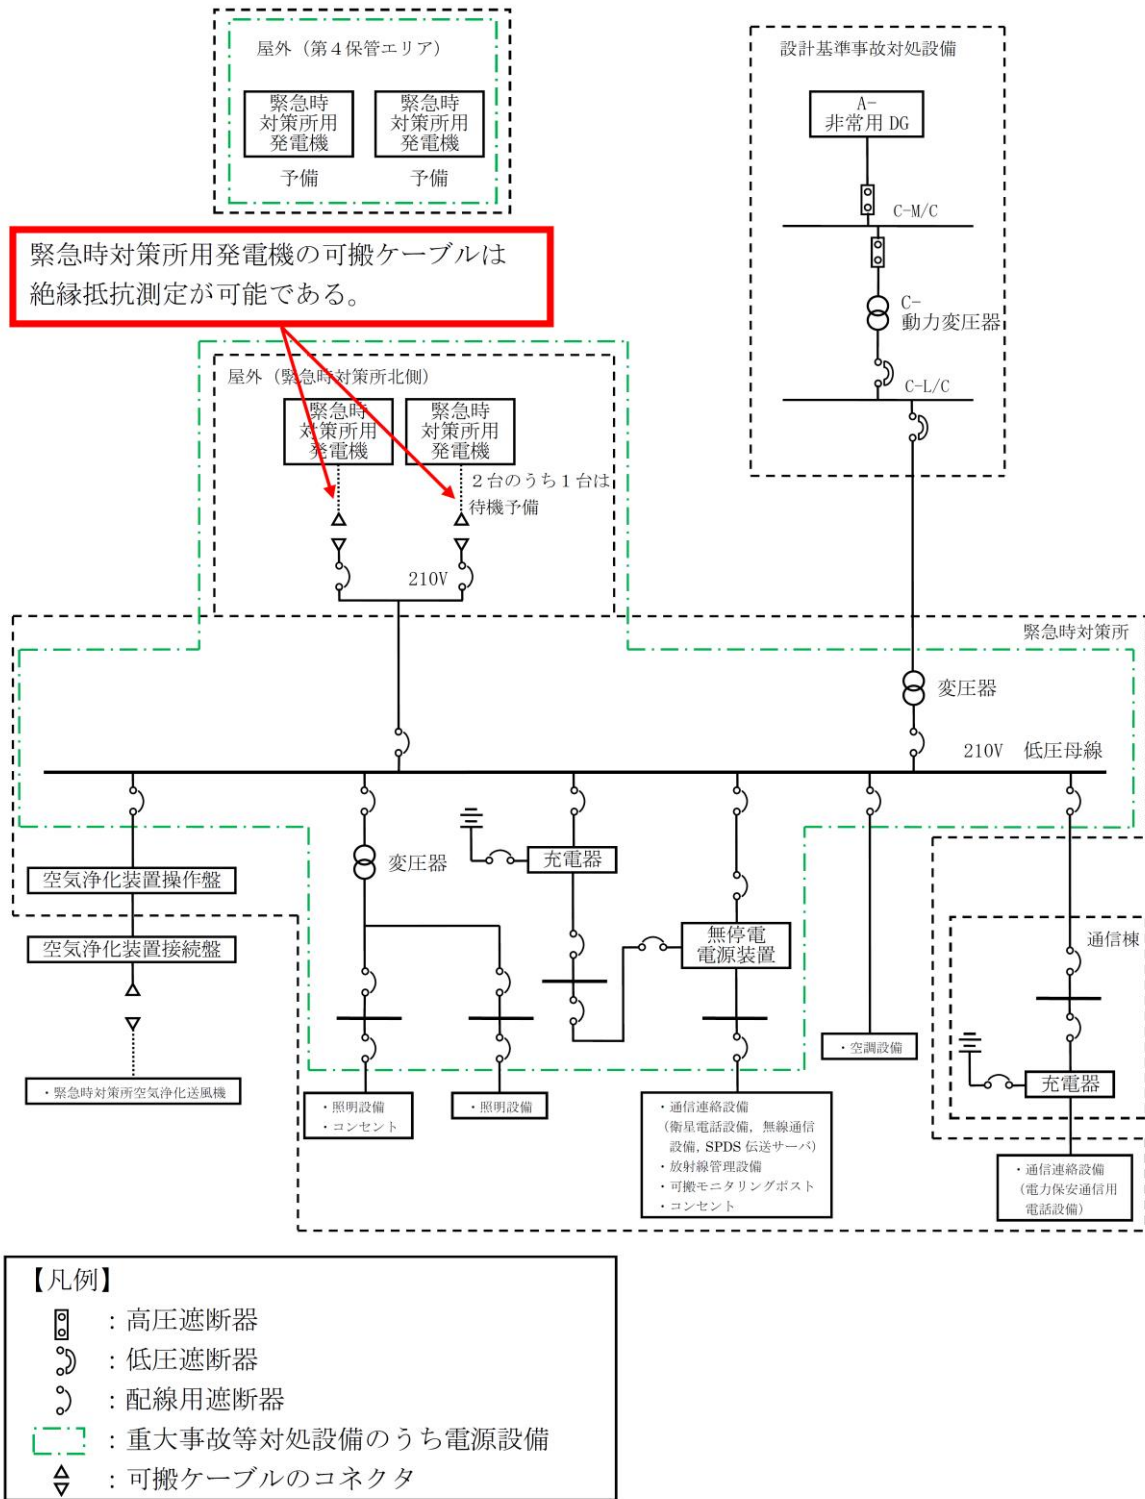 屋外（第４保管エリア）
緊急時
対策所用
発電機
緊急時
対策所用
発電機
予備
予備
設計基準事故対処設備
A-
非常用 DG
C-M/C
C-
動力変圧器
C-L/C
緊急時対策所用発電機の可搬ケーブルは
絶縁抵抗測定が可能である。
屋外（緊急時対策所北側）
緊急時
対策所用
発電機
緊急時
対策所用
発電機
２台のうち１台は
待機予備
210V
緊急時対策所
変圧器
210V 低圧母線
空気浄化装置操作盤
空気浄化装置接続盤
・緊急時対策所空気浄化送風機
変圧器
充電器
無停電
電源装置
通信棟
充電器
・照明設備
・コンセント
・照明設備
・通信連絡設備
（衛星電話設備，無線通信
設備，SPDS 伝送サーバ）
・放射線管理設備
・可搬モニタリングポスト
・コンセント
・空調設備
・通信連絡設備
（電力保安通信用
電話設備）
【凡例】
：高圧遮断器
：低圧遮断器
：配線用遮断器
：重大事故等対処設備のうち電源設備
：可搬ケーブルのコネクタ